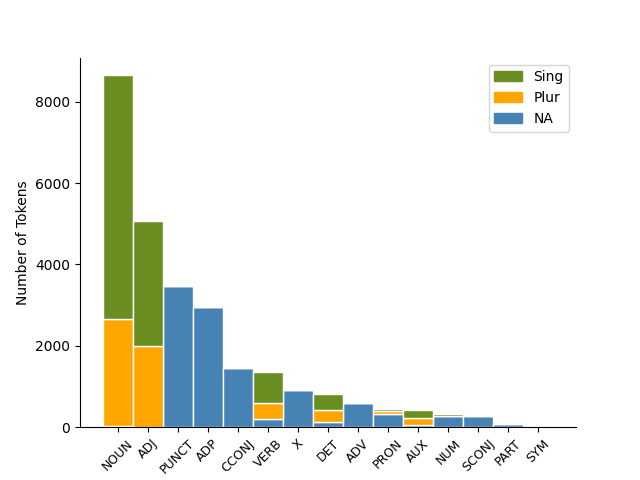 Sing
Plur
NA
8000
6000
4000
2000
0
Number of Tokens
NOUN
ADJ
PUNCT
ADP
CCONJ
VERB
X
DET
ADV
PRON
AUX
NUM
SCONJ
PART
SYM